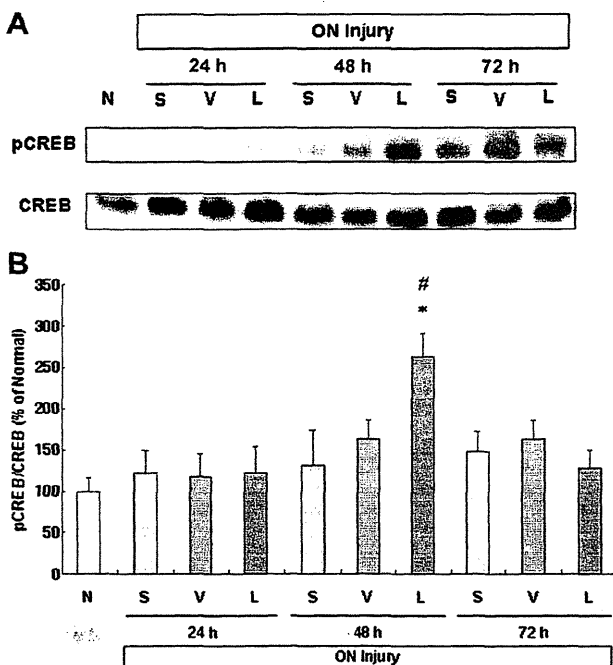 A
ON Injury
24 h 48 h 72 h
N S V L S V L S V L
pCREB
CREB
B
pCREB/CREB (% of Normal)
350
300
250
200
150
100
50
0
#
*
N S V L S V L S V L
24 h 48 h 72 h
ON Injury